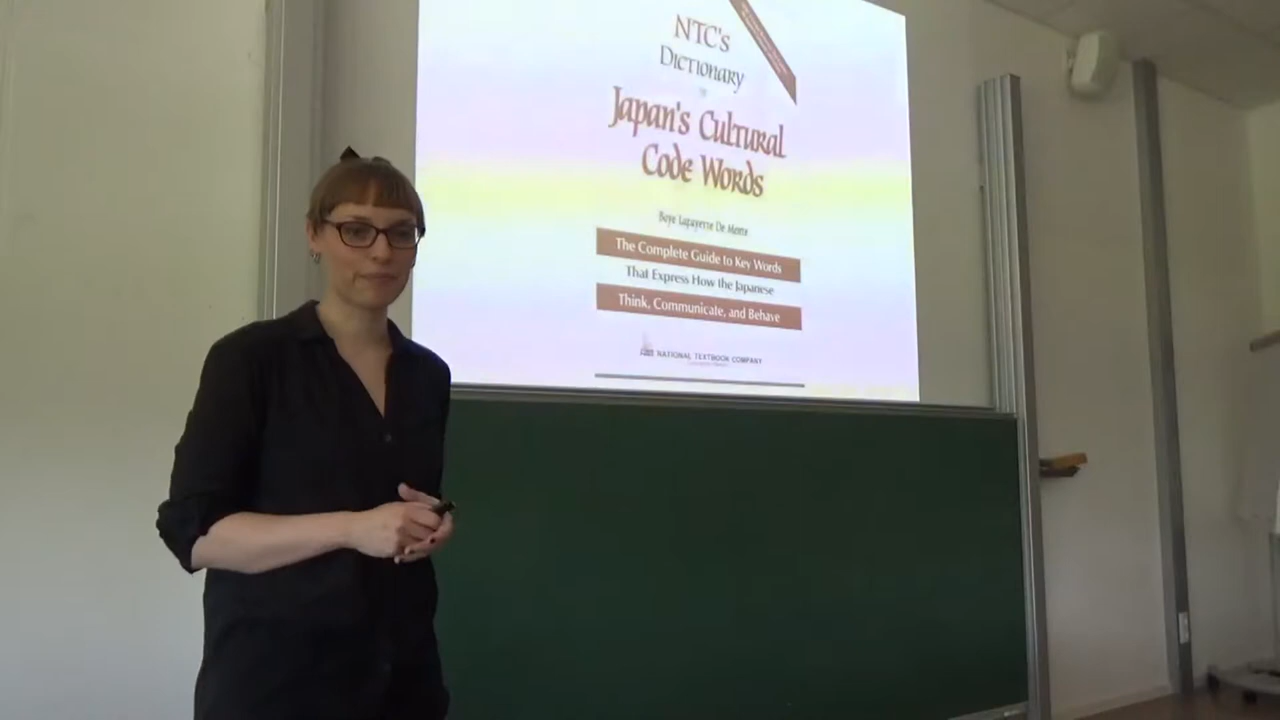 NTC's
Dictionary
Japan's Cultural
Code Words
Boye Lafayette De Mente
The Complete Guide to Key Words
That Express How the Japanese
Think, Communicate, and Behave
NATIONAL TEXTBOOK COMPANY